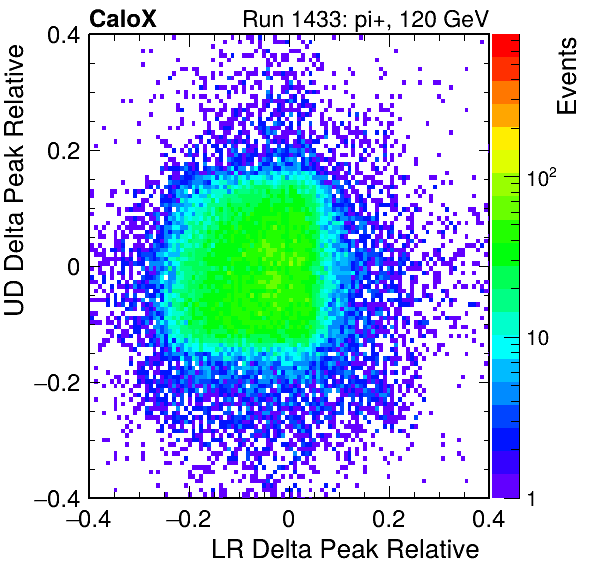 CaloX Run 1433: pi+, 120 GeV
Events
UD Delta Peak Relative
0.4
0.2
0
−0.2
−0.4
10²
10
1
−0.4 −0.2 0 0.2 0.4
LR Delta Peak Relative